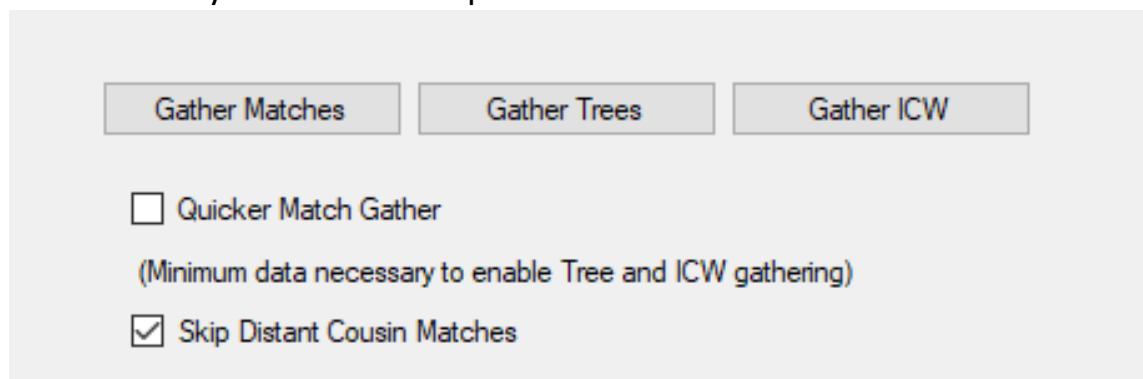 Gather Matches Gather Trees Gather ICW
Quicker Match Gather
(Minimum data necessary to enable Tree and ICW gathering)
Skip Distant Cousin Matches